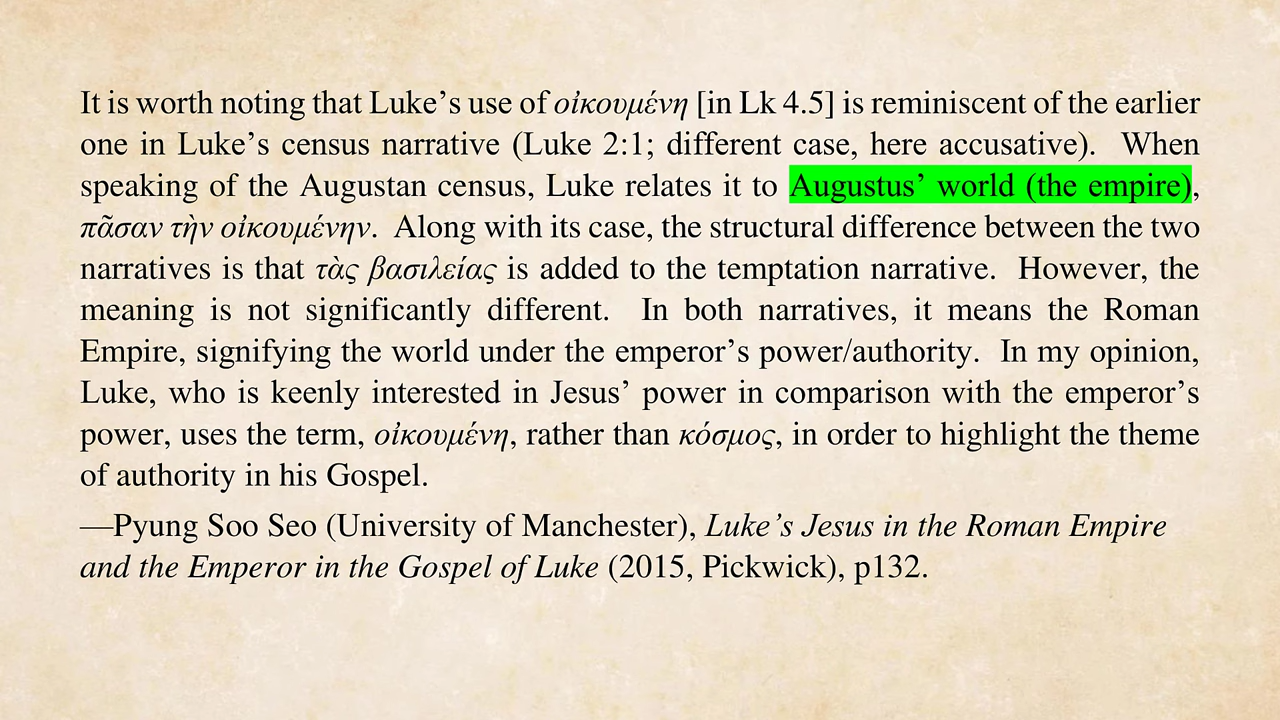 It is worth noting that Luke’s use of οἰκουμένη [in Lk 4.5] is reminiscent of the earlier
one in Luke’s census narrative (Luke 2:1; different case, here accusative). When
speaking of the Augustan census, Luke relates it to Augustus’ world (the empire),
πᾶσαν τὴν οἰκουμένην. Along with its case, the structural difference between the two
narratives is that τὰς βασιλείας is added to the temptation narrative. However, the
meaning is not significantly different. In both narratives, it means the Roman
Empire, signifying the world under the emperor’s power/authority. In my opinion,
Luke, who is keenly interested in Jesus’ power in comparison with the emperor’s
power, uses the term, οἰκουμένη, rather than κόσμος, in order to highlight the theme
of authority in his Gospel.
—Pyung Soo Seo (University of Manchester), Luke’s Jesus in the Roman Empire
and the Emperor in the Gospel of Luke (2015, Pickwick), p132.